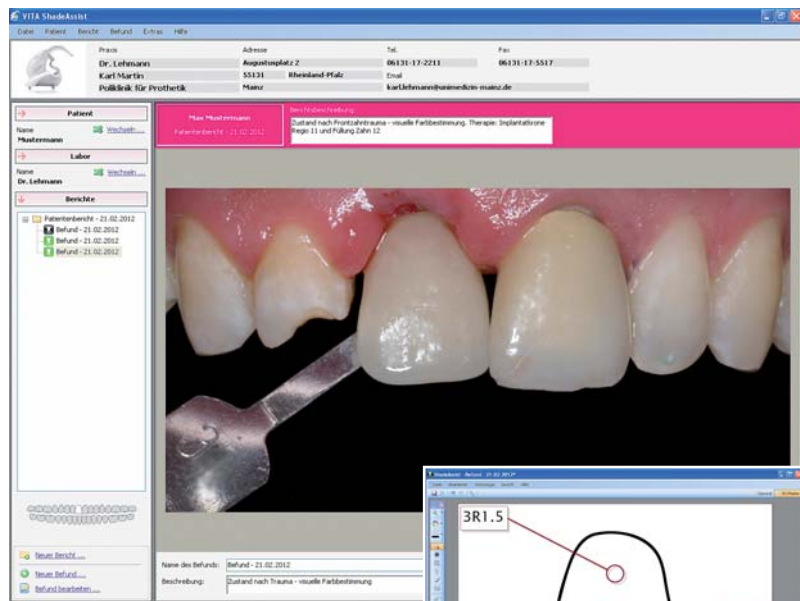 VITA ShadeAssist
Datei Patient Bericht Befund Extras Hilfe
Praxis
Dr. Lehmann
Karl Martin
Poliklinik für Prothetik
Adresse
Augustusplatz 2
55131 Rheinland-Pfalz
Mainz
Tel.
06131-17-2211
Email
karl.lehmann@unimedizin-mainz.de
Fax
06131-17-5517
Patient
Name Wechseln ...
Mustermann
Labor
Name Wechseln ...
Dr. Lehmann
Berichte
Patientenbericht - 21.02.2012
Befund - 21.02.2012
Befund - 21.02.2012
Befund - 21.02.2012
Neuer Bericht ...
Neuer Befund ...
Befund bearbeiten ...
Max Mustermann
Patientenbericht - 21.02.2012
Berichtsbeschreibung:
Zustand nach Frontzahntrauma - visuelle Farbbestimmung. Therapie: Implantatkrone
Regio 11 und Füllung Zahn 12
Name des Befunds: Befund - 21.02.2012
Beschreibung: Zustand nach Trauma - visuelle Farbbestimmung
3R1.5